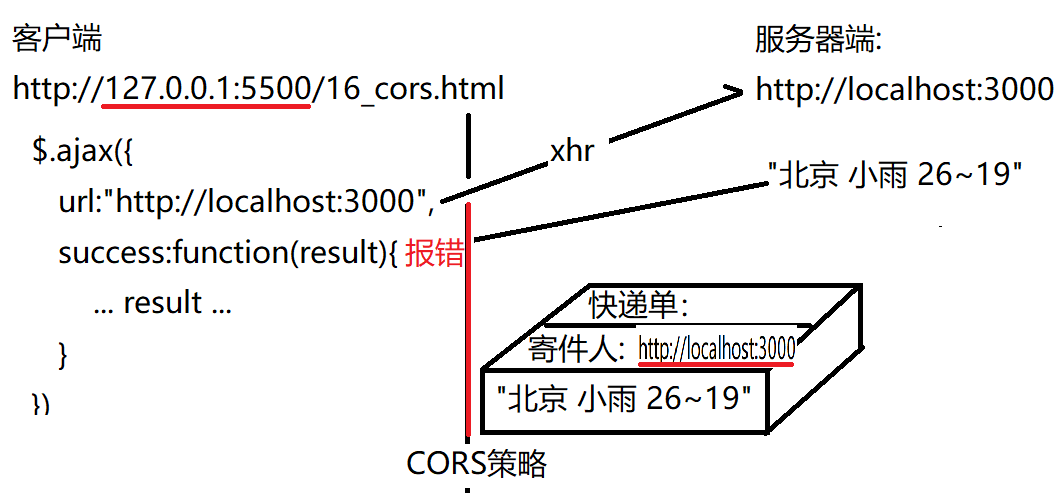 客户端
http://127.0.0.1:5500/16_cors.html
$.ajax({
url:"http://localhost:3000",
success:function(result){ 报错
... result ...
}
})
xhr
服务器端:
http://localhost:3000
"北京 小雨 26~19"
快递单:
寄件人: http://localhost:3000
"北京 小雨 26~19"
CORS策略